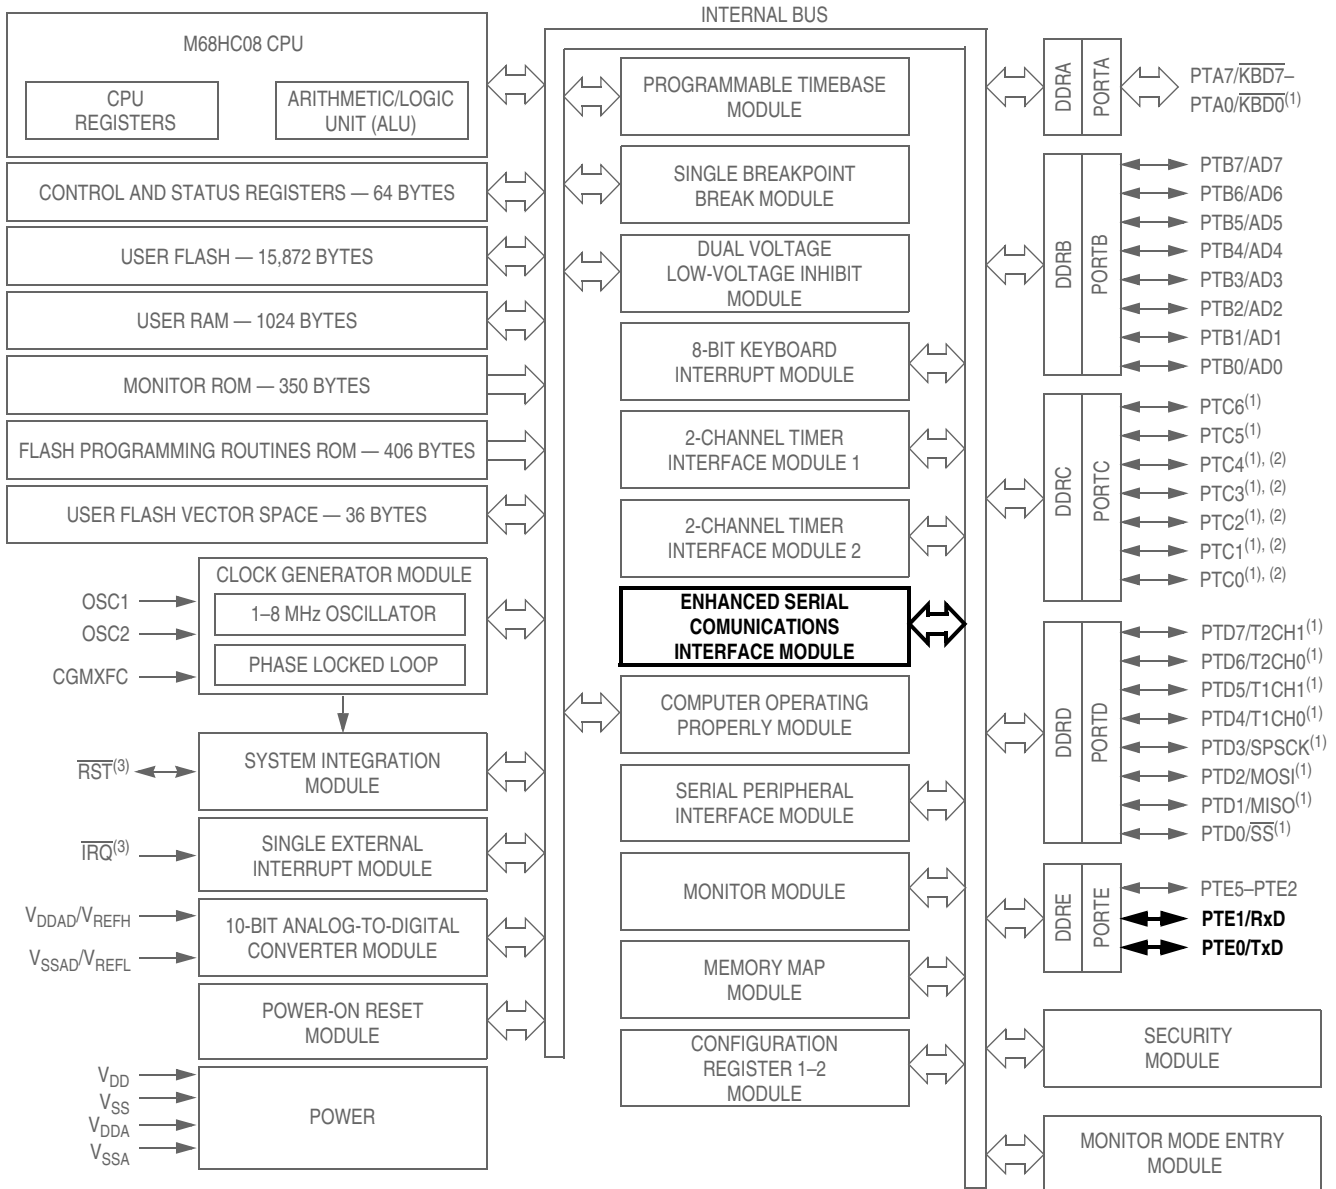 INTERNAL BUS
M68HC08 CPU
CPU
REGISTERS
ARITHMETIC/LOGIC
UNIT (ALU)
CONTROL AND STATUS REGISTERS — 64 BYTES
USER FLASH — 15,872 BYTES
USER RAM — 1024 BYTES
MONITOR ROM — 350 BYTES
FLASH PROGRAMMING ROUTINES ROM — 406 BYTES
USER FLASH VECTOR SPACE — 36 BYTES
CLOCK GENERATOR MODULE
1–8 MHz OSCILLATOR
PHASE LOCKED LOOP
OSC1
OSC2
CGMXFC
SYSTEM INTEGRATION
MODULE
RST(3)
SINGLE EXTERNAL
INTERRUPT MODULE
IRQ(3)
10-BIT ANALOG-TO-DIGITAL
CONVERTER MODULE
VDDAD/VREFH
VSSAD/VREFL
POWER-ON RESET
MODULE
POWER
VDD
VSS
VDDA
VSSA
PROGRAMMABLE TIMEBASE
MODULE
SINGLE BREAKPOINT
BREAK MODULE
DUAL VOLTAGE
LOW-VOLTAGE INHIBIT
MODULE
8-BIT KEYBOARD
INTERRUPT MODULE
2-CHANNEL TIMER
INTERFACE MODULE 1
2-CHANNEL TIMER
INTERFACE MODULE 2
ENHANCED SERIAL
COMUNICATIONS
INTERFACE MODULE
COMPUTER OPERATING
PROPERLY MODULE
SERIAL PERIPHERAL
INTERFACE MODULE
MONITOR MODULE
MEMORY MAP
MODULE
CONFIGURATION
REGISTER 1–2
MODULE
DDRA
PORTA
PTA7/KBD7–
PTA0/KBD0(1)
DDRB
PORTB
PTB7/AD7
PTB6/AD6
PTB5/AD5
PTB4/AD4
PTB3/AD3
PTB2/AD2
PTB1/AD1
PTB0/AD0
DDRC
PORTC
PTC6(1)
PTC5(1)
PTC4(1), (2)
PTC3(1), (2)
PTC2(1), (2)
PTC1(1), (2)
PTC0(1), (2)
DDRD
PORTD
PTD7/T2CH1(1)
PTD6/T2CH0(1)
PTD5/T1CH1(1)
PTD4/T1CH0(1)
PTD3/SPSCK(1)
PTD2/MOSI(1)
PTD1/MISO(1)
PTD0/SS(1)
DDRE
PORTE
PTE5–PTE2
PTE1/RxD
PTE0/TxD
SECURITY
MODULE
MONITOR MODE ENTRY
MODULE